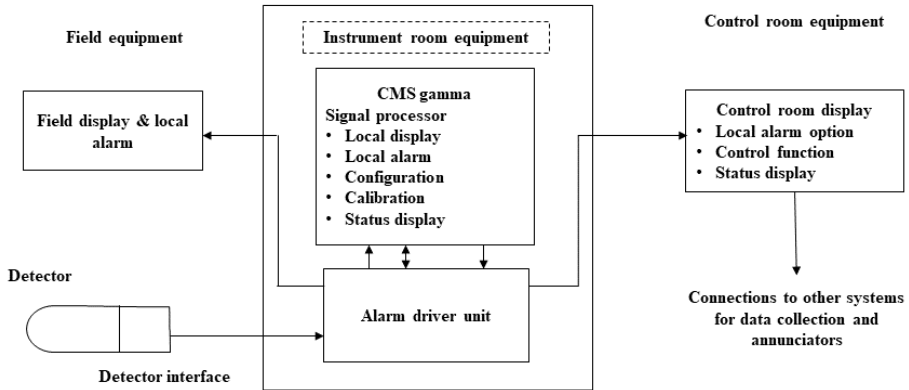 Field equipment
Instrument room equipment
Control room equipment
Field display & local
alarm
CMS gamma
Signal processor
• Local display
• Local alarm
• Configuration
• Calibration
• Status display
Control room display
• Local alarm option
• Control function
• Status display
Detector
Detector interface
Alarm driver unit
Connections to other systems
for data collection and
annunciators